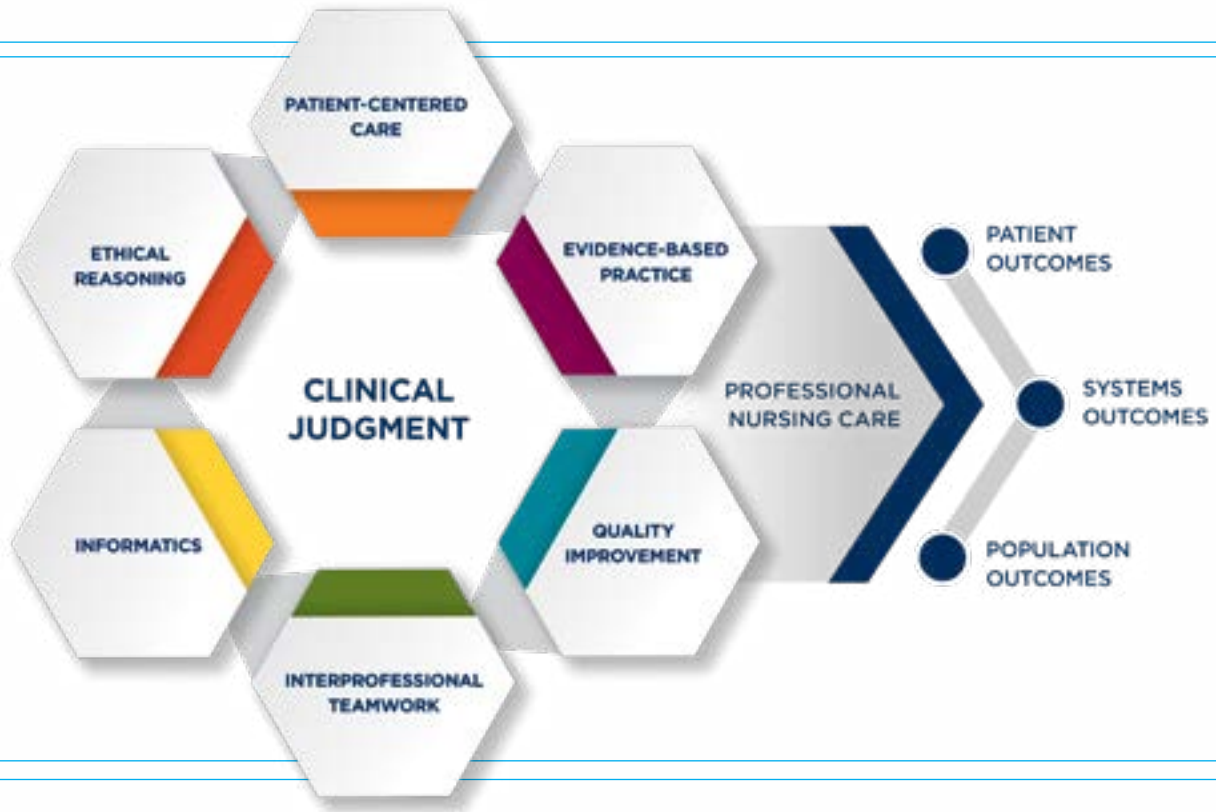 PATIENT-CENTERED
CARE
EVIDENCE-BASED
PRACTICE
QUALITY
IMPROVEMENT
INTERPROFESSIONAL
TEAMWORK
INFORMATICS
ETHICAL
REASONING
CLINICAL
JUDGMENT
PROFESSIONAL
NURSING CARE
PATIENT
OUTCOMES
SYSTEMS
OUTCOMES
POPULATION
OUTCOMES